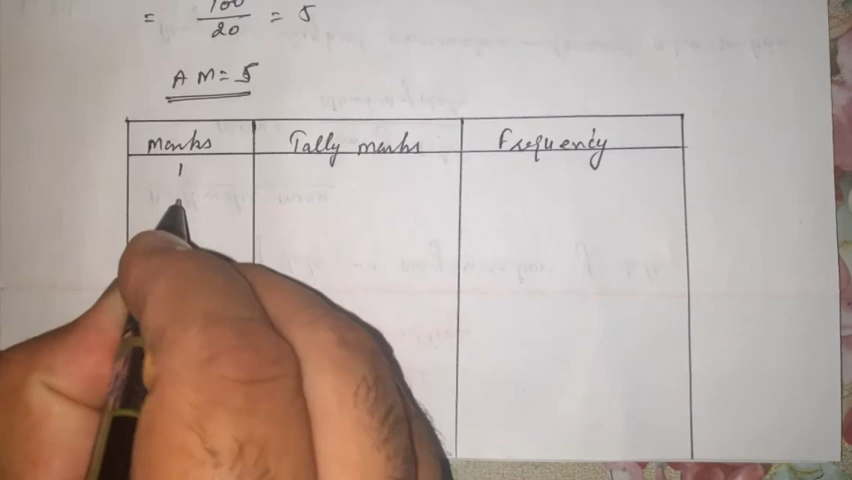 = 100/20 = 5
AM = 5
Marks Tally marks Frequency
1